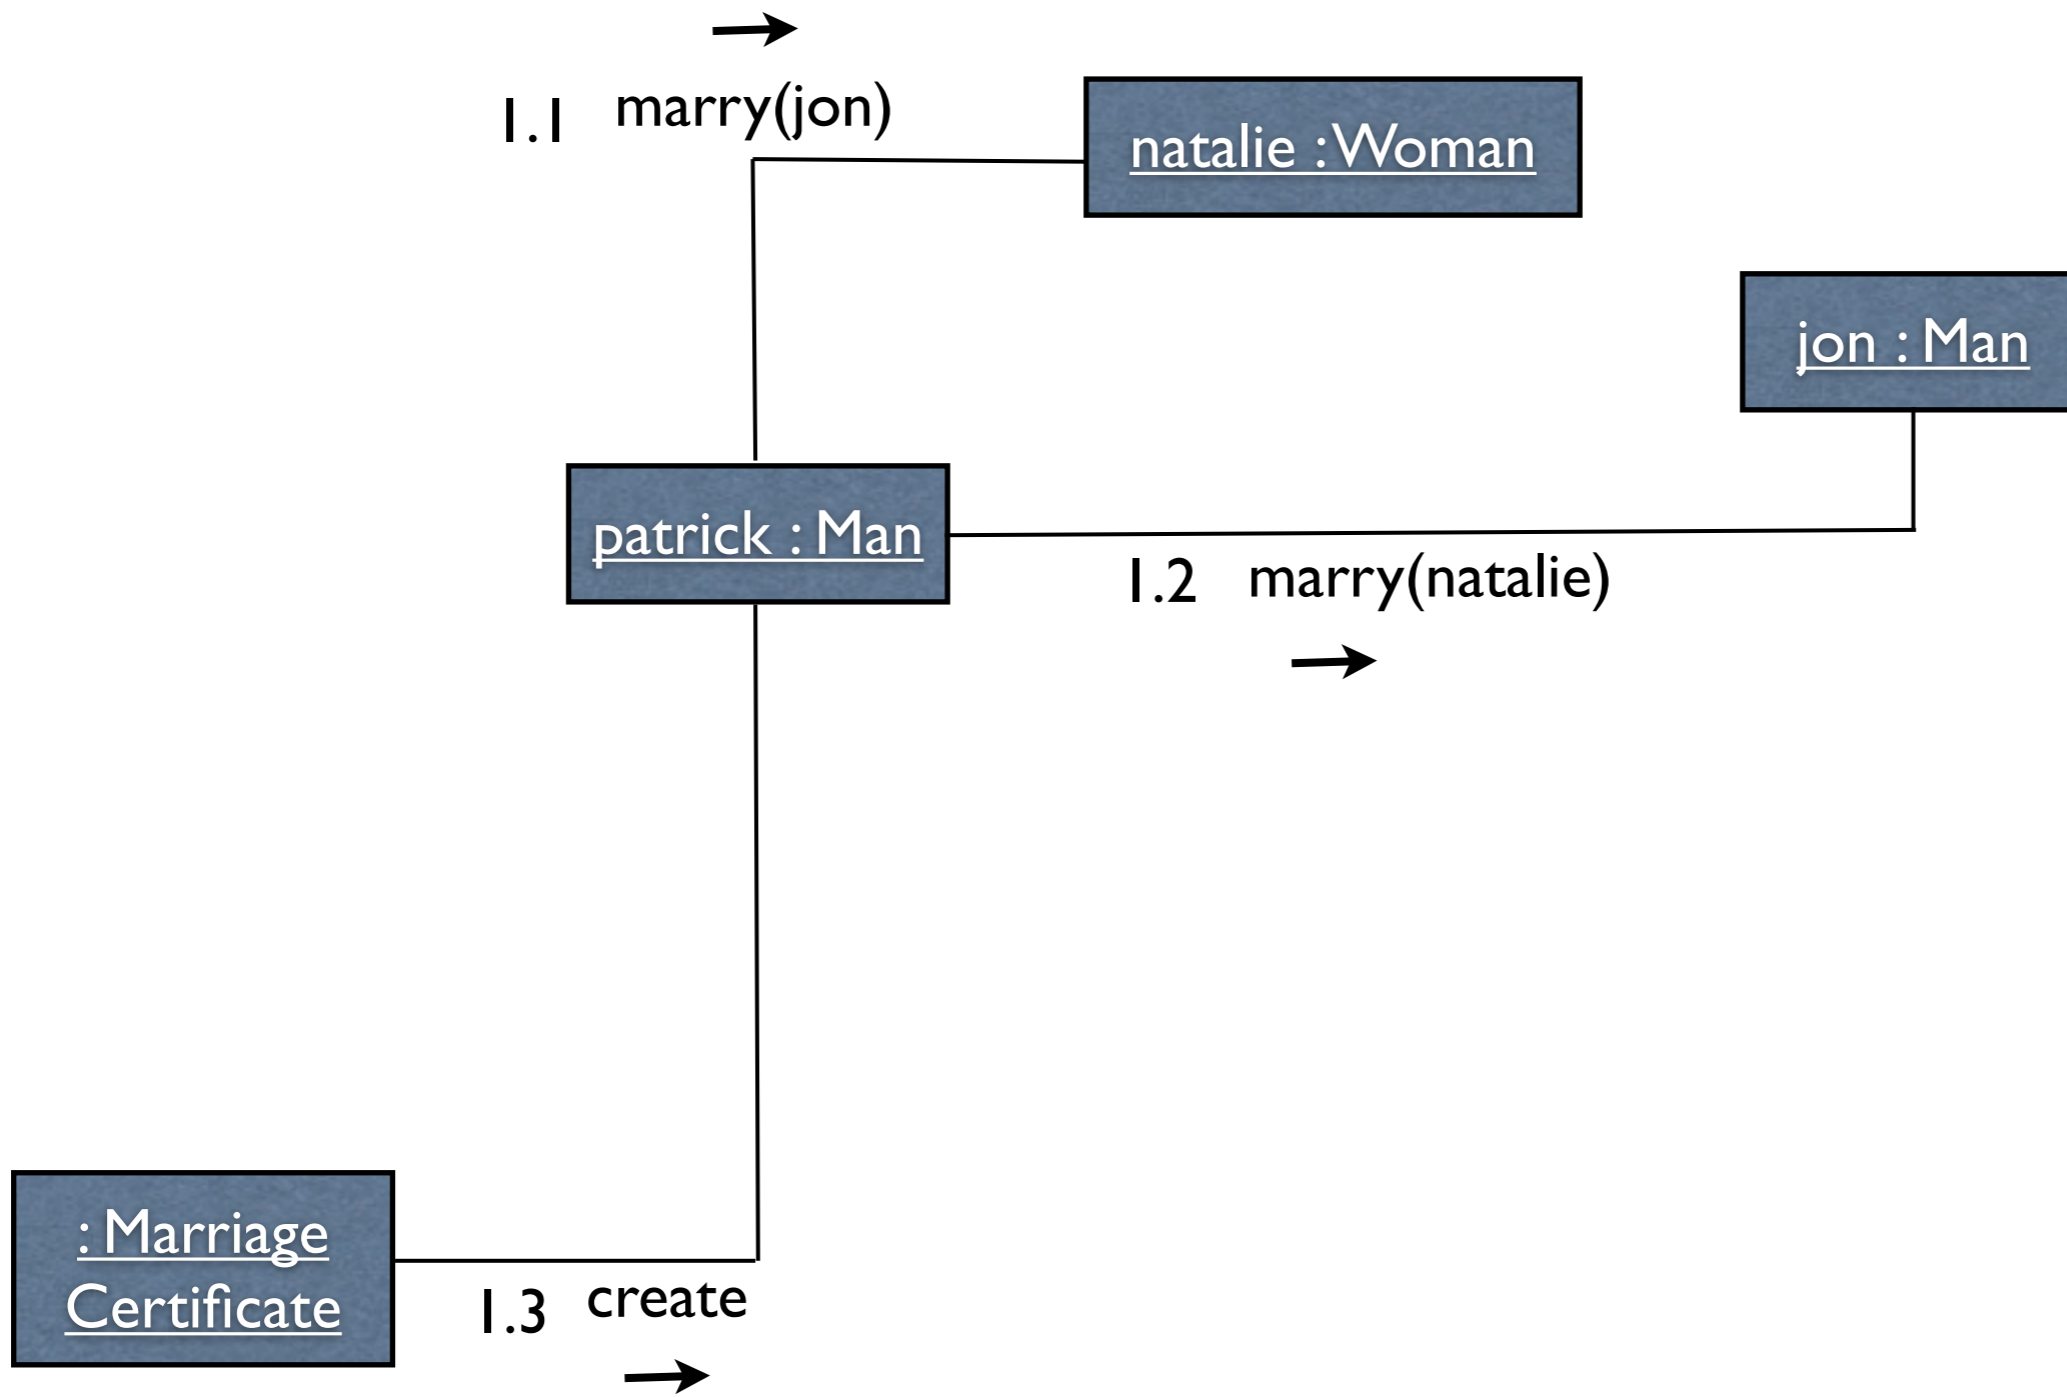 1.1 marry(jon)
natalie : Woman
jon : Man
patrick : Man
1.2 marry(natalie)
: Marriage
Certificate
1.3 create